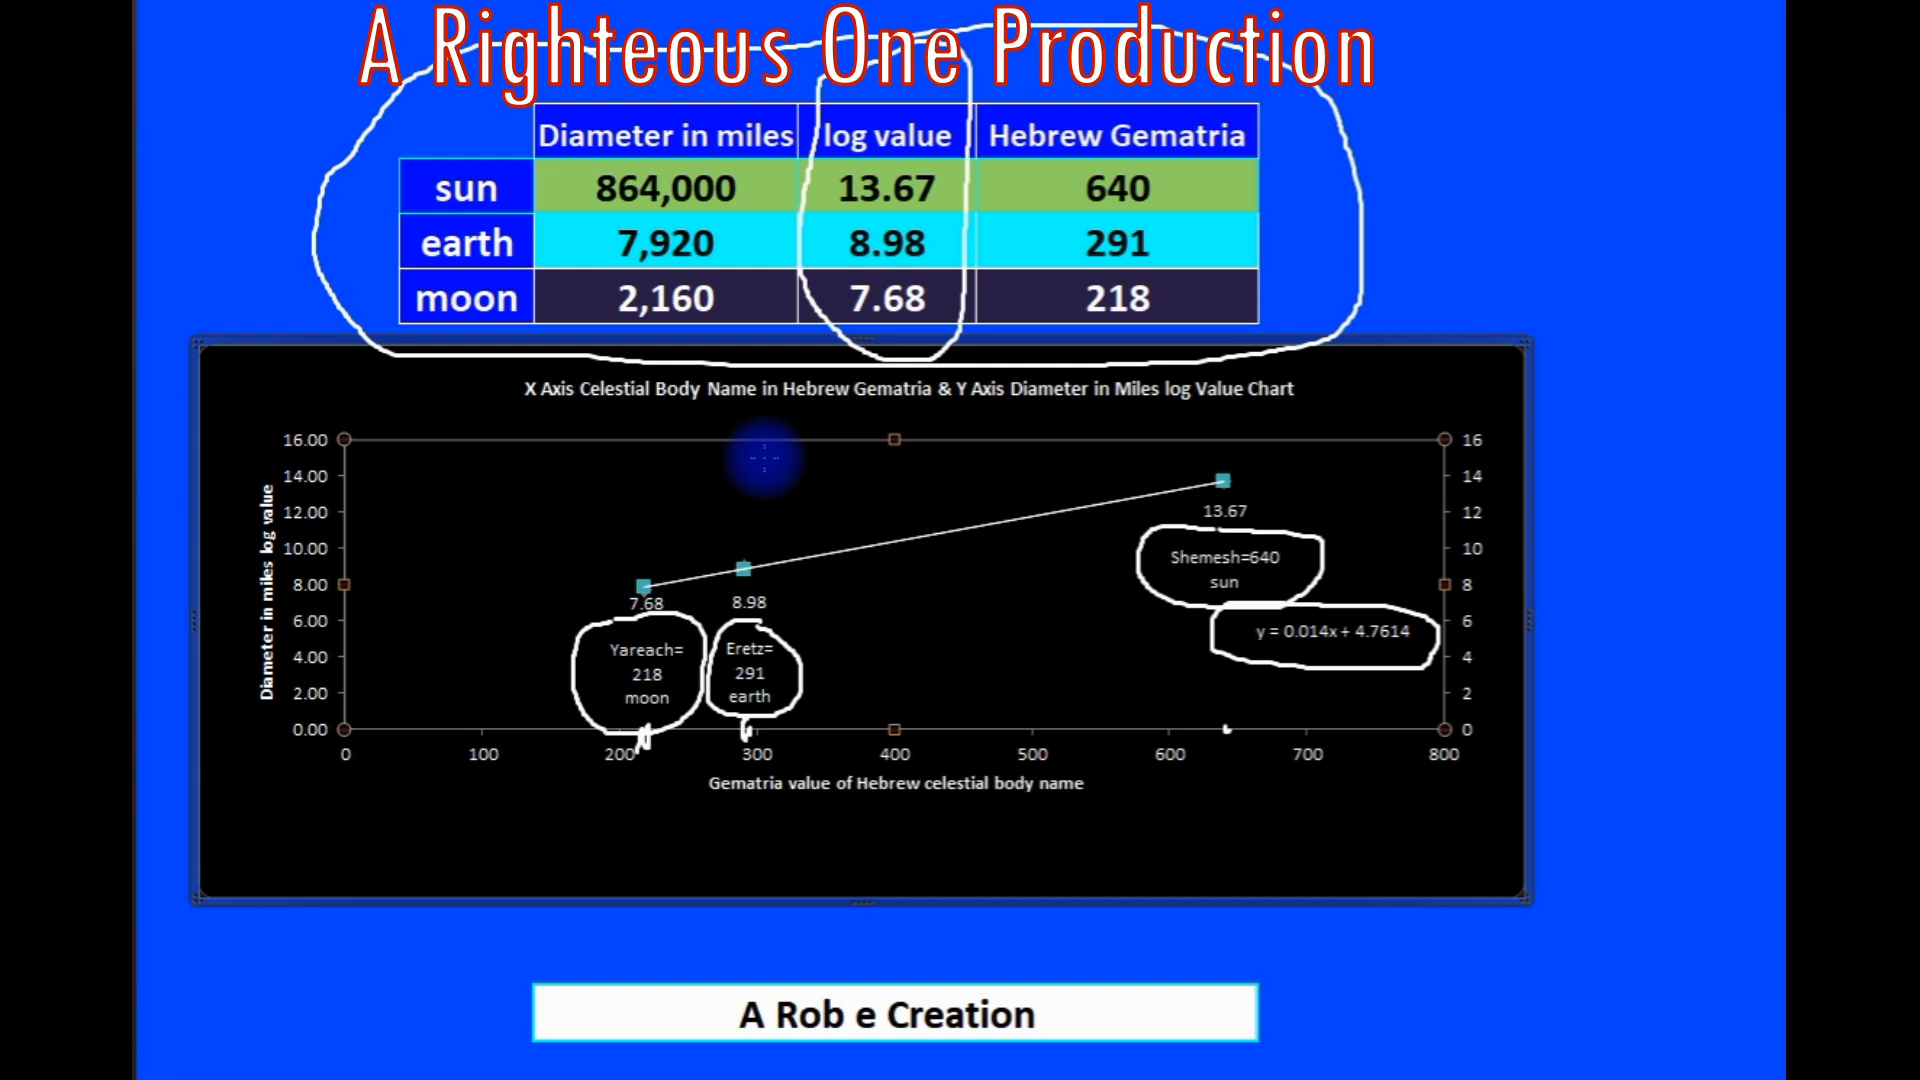 A Righteous One Production
Diameter in miles log value Hebrew Gematria
sun 864,000 13.67 640
earth 7,920 8.98 291
moon 2,160 7.68 218
X Axis Celestial Body Name in Hebrew Gematria & Y Axis Diameter in Miles log Value Chart
16.00 16
14.00 14
13.67
12.00 12
10.00 10
Shemesh=640
sun
8.00 8
7.68 8.98
6.00 6
y = 0.014x + 4.7614
Yareach= Eretz=
4.00 4
218 291
moon earth
2.00 2
0.00 0
Diameter in miles log value
0 100 200 300 400 500 600 700 800
Gematria value of Hebrew celestial body name
A Rob e Creation